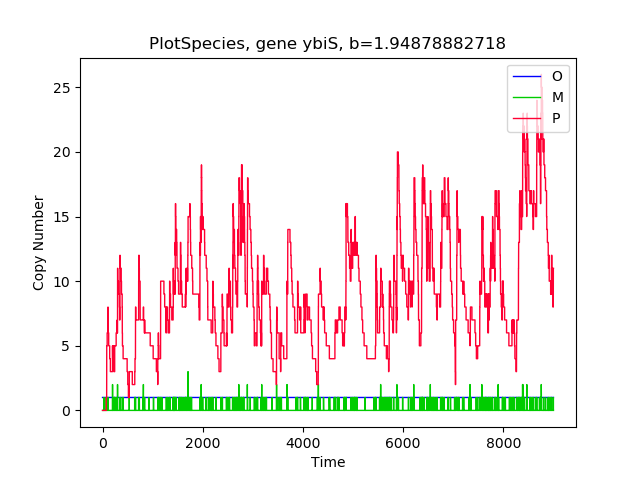 PlotSpecies, gene ybiS, b=1.94878882718
25
20
15
10
5
0
Copy Number
0 2000 4000 6000 8000
Time
O
M
P